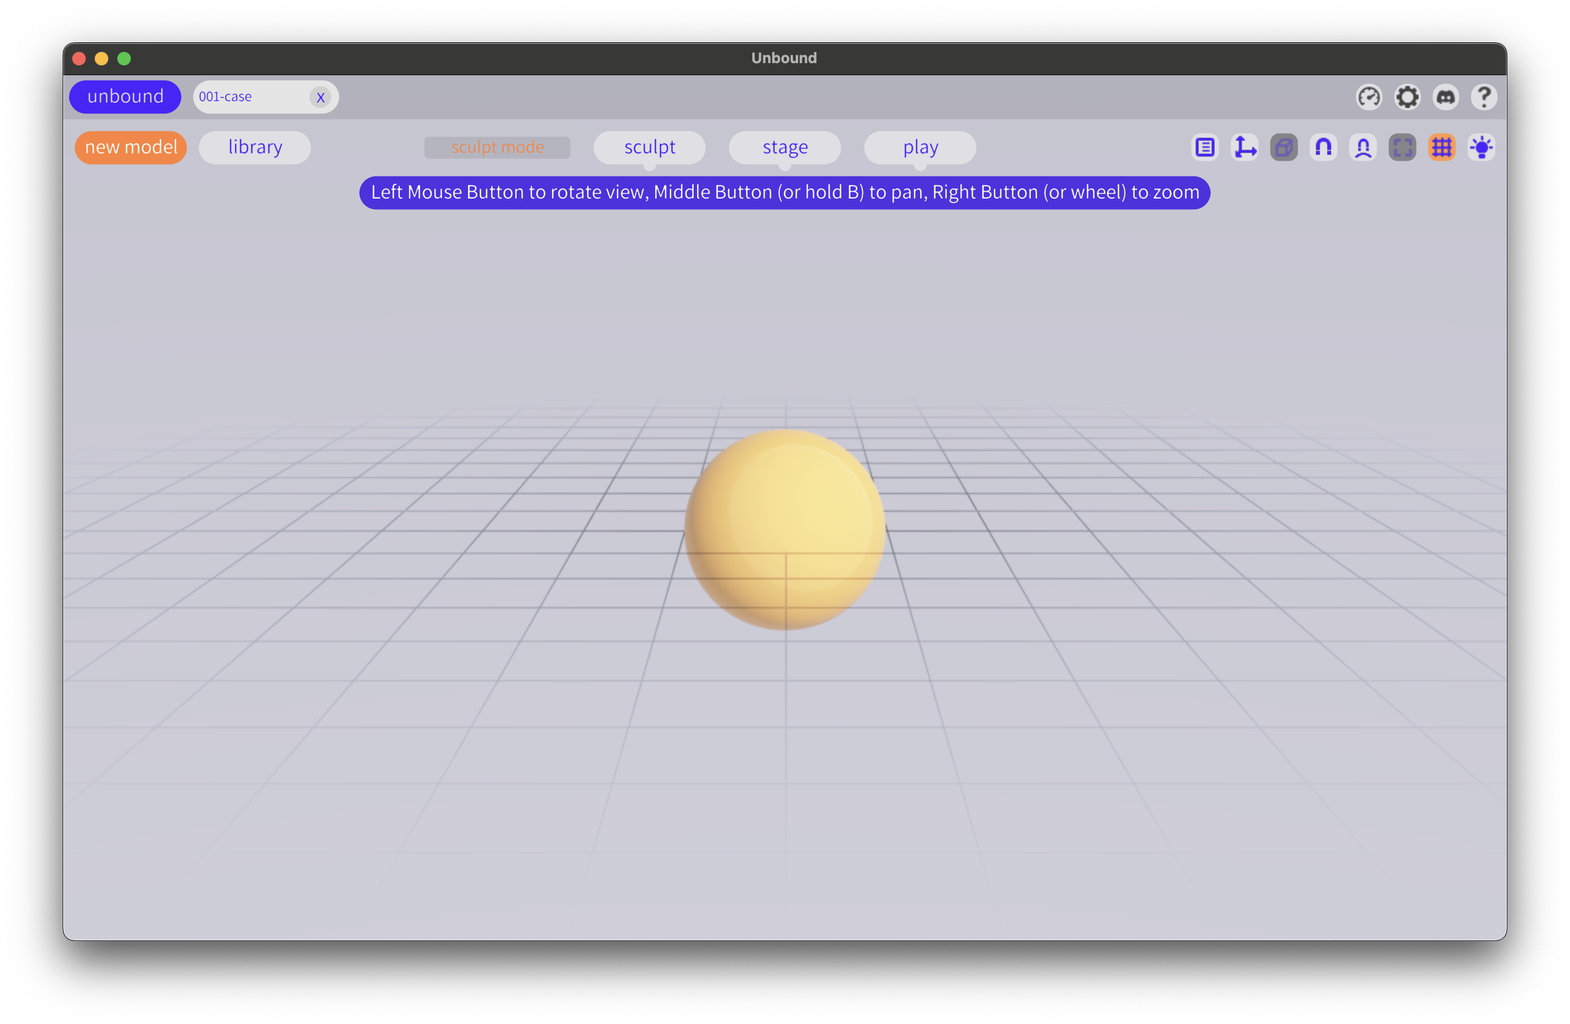 Unbound
unbound
001-case
X
?
new model
library
sculpt mode
sculpt
stage
play
Left Mouse Button to rotate view, Middle Button (or hold B) to pan, Right Button (or wheel) to zoom